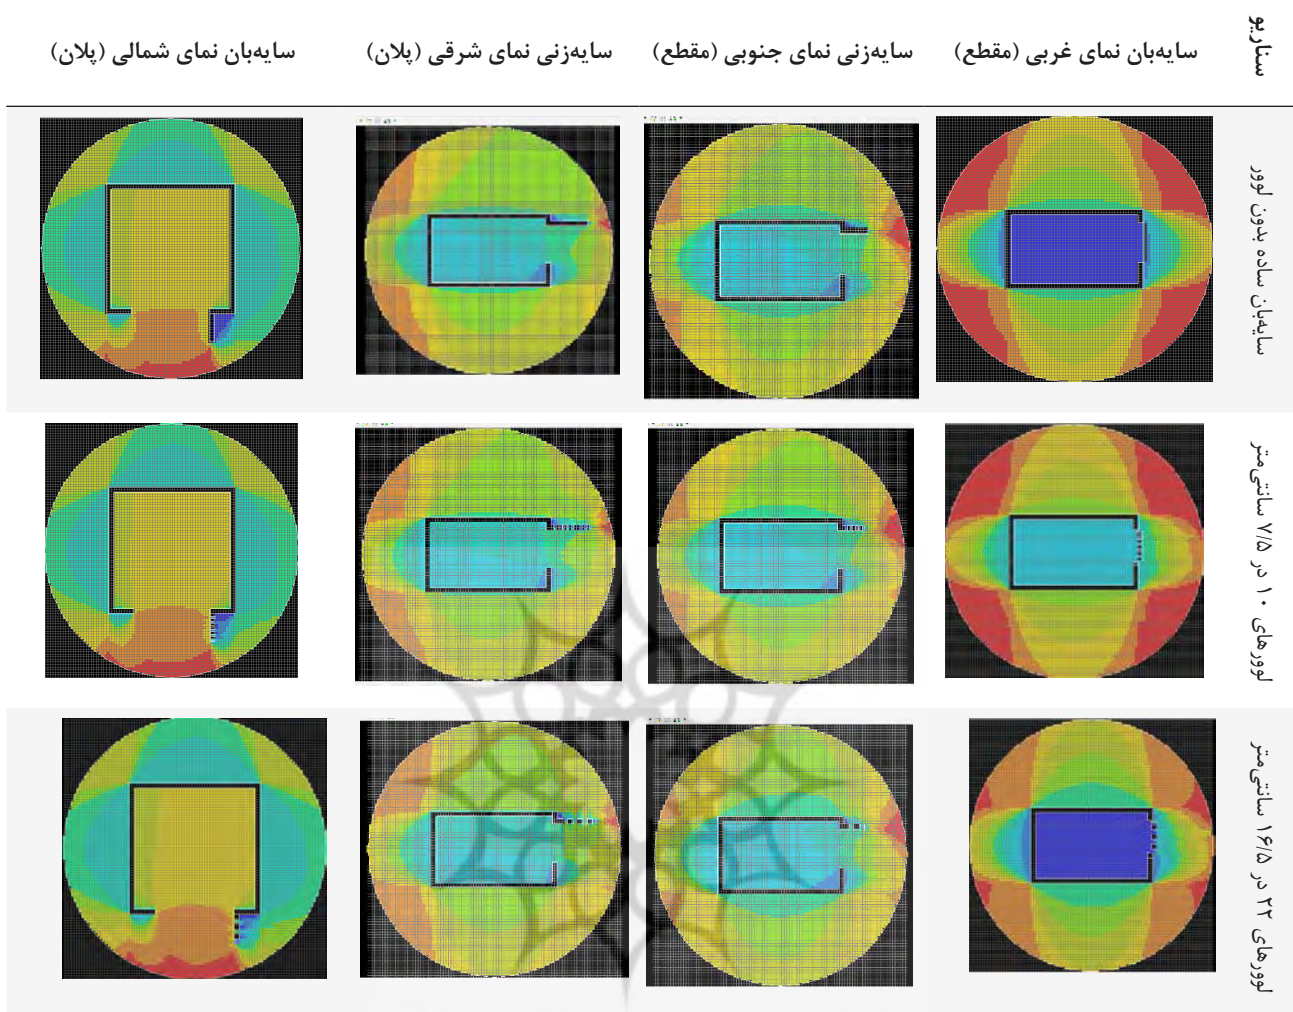 سناریو
سایه‌بان نمای غربی (مقطع)
سایه‌زنی نمای جنوبی (مقطع)
سایه‌زنی نمای شرقی (پلان)
سایه‌بان نمای شمالی (پلان)
سایه‌بان ساده بدون لوور
لوورهای ۱۰ در ۷/۵ سانتی‌متر
لوورهای ۲۲ در ۱۶/۵ سانتی‌متر